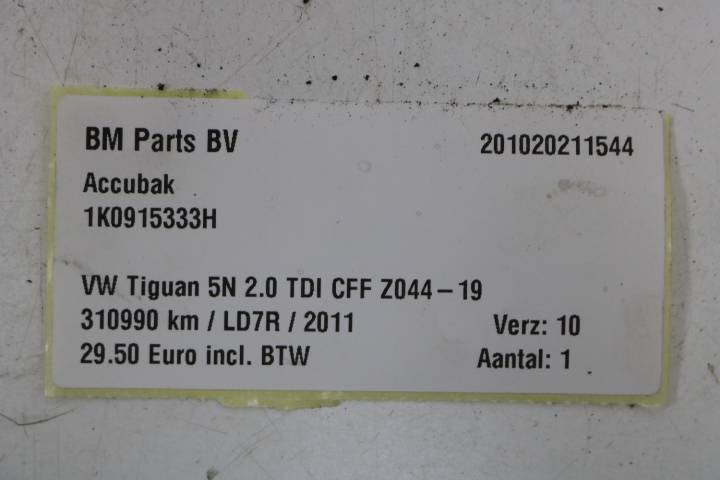 BM Parts BV 201020211544
Accubak
1K0915333H
VW Tiguan 5N 2.0 TDI CFF Z044-19
310990 km / LD7R / 2011 Verz: 10
29.50 Euro incl. BTW Aantal: 1